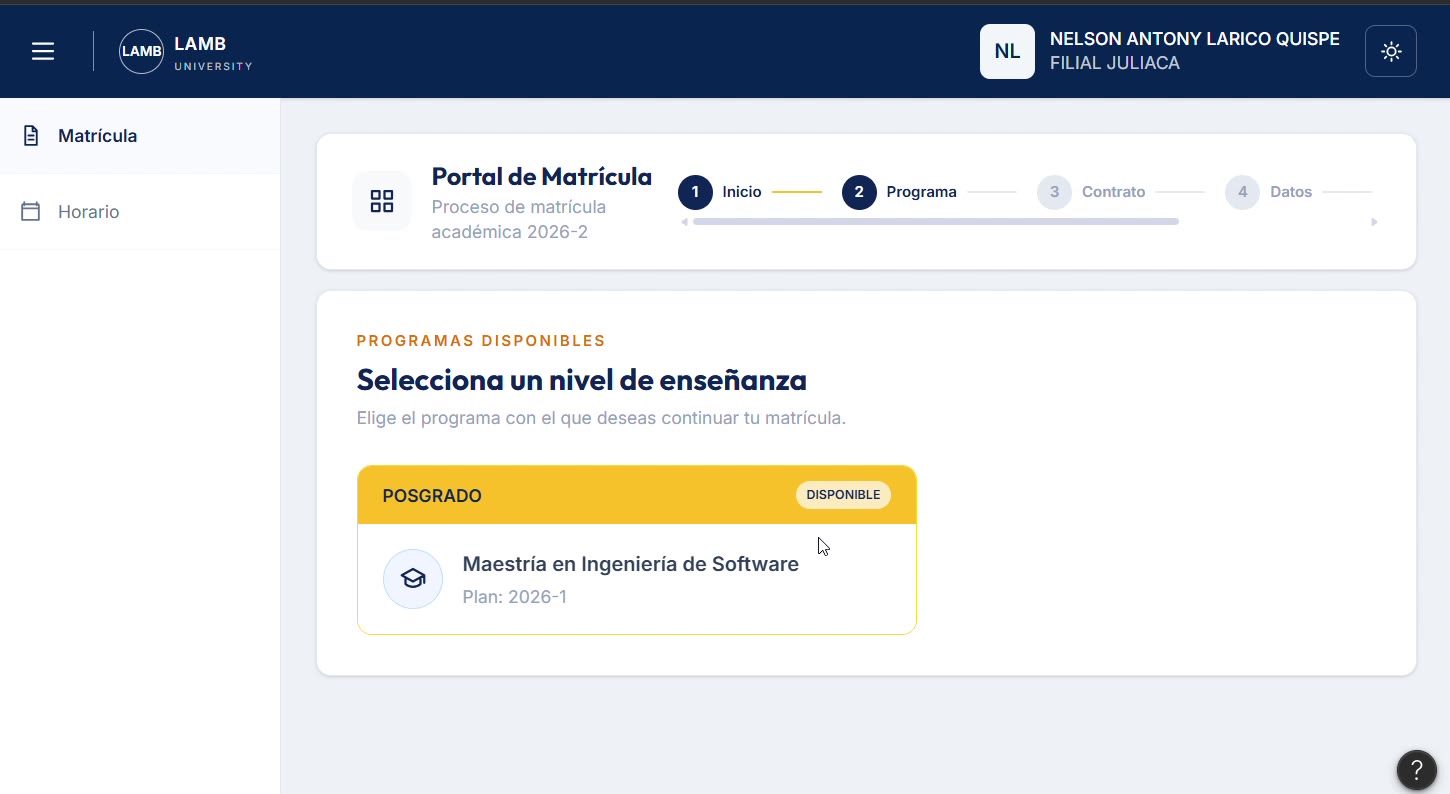 LAMB
LAMB
UNIVERSITY
NL
NELSON ANTONY LARICO QUISPE
FILIAL JULIACA
Matrícula
Horario
Portal de Matrícula
Proceso de matrícula
académica 2026-2
1 Inicio
2 Programa
3 Contrato
4 Datos
PROGRAMAS DISPONIBLES
Selecciona un nivel de enseñanza
Elige el programa con el que deseas continuar tu matrícula.
POSGRADO
DISPONIBLE
Maestría en Ingeniería de Software
Plan: 2026-1
?